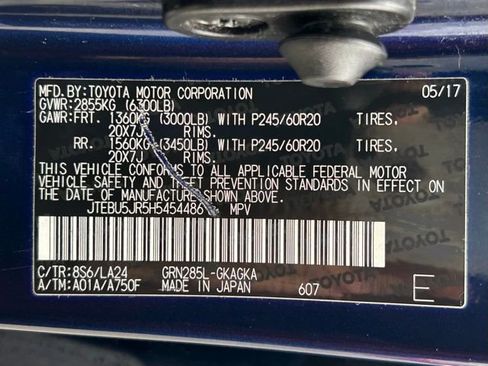 MFD.BY:TOYOTA MOTOR CORPORATION 05/17
GVWR: 2855KG (6300LB)
GAWR:FRT. 1360KG (3000LB) WITH P245/60R20 TIRES,
20X7J RIMS.
RR. 1560KG (3450LB) WITH P245/60R20 TIRES,
20X7J RIMS.
THIS VEHICLE CONFORMS TO ALL APPLICABLE FEDERAL MOTOR
VEHICLE SAFETY AND THEFT PREVENTION STANDARDS IN EFFECT ON
THE DATE OF MANUFACTURE SHOWN ABOVE.
JTEBU5JR5H5454486 MPV
C/TR: 8S6/LA24 GRN285L-GKAGKA
A/TM: A01A/A750F MADE IN JAPAN 607 E